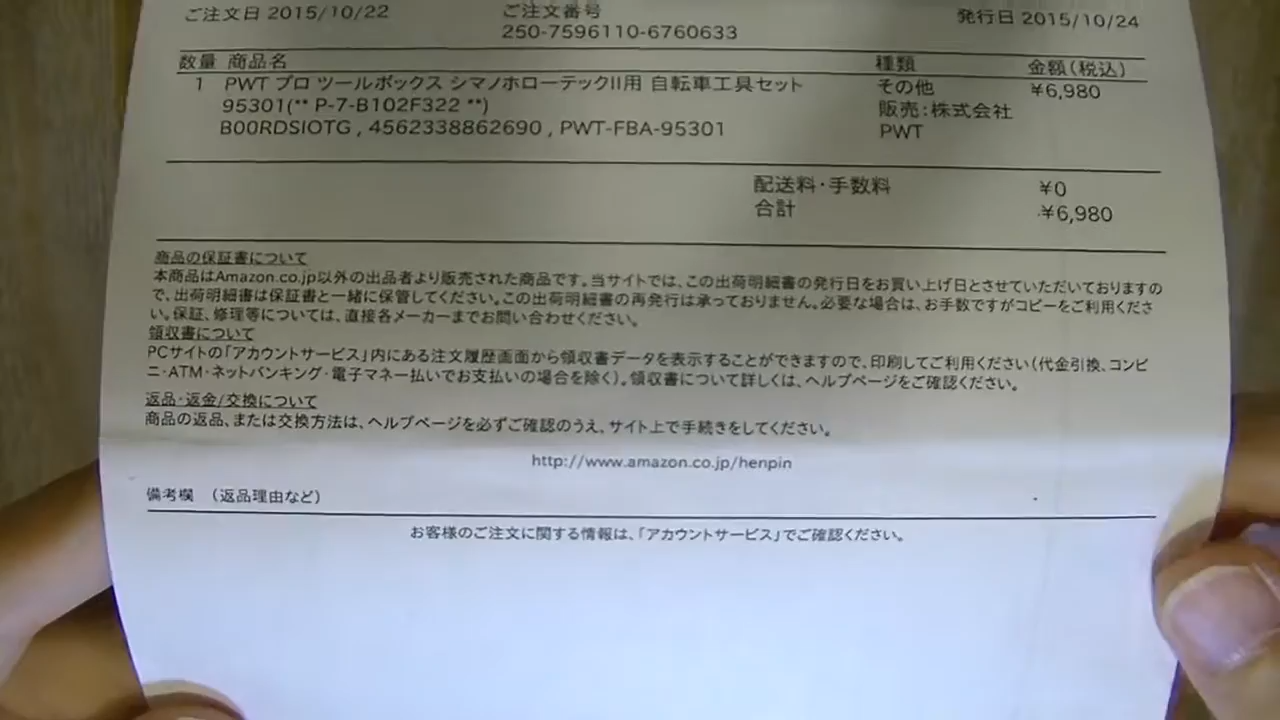 ご注文日 2015/10/22 ご注文番号 発行日 2015/10/24
250-7596110-6760633
数量 商品名 種類 金額(税込)
1 PWT プロ ツールボックス シマノホローテックII用 自転車工具セット その他 ¥6,980
95301(** P-7-B102F322 **) 販売:株式会社
B00RDSIOTG , 4562338862690 , PWT-FBA-95301 PWT
配送料・手数料 ¥0
合計 ¥6,980
商品の保証書について
本商品はAmazon.co.jp以外の出品者より販売された商品です。当サイトでは、この出荷明細書の発行日をお買い上げ日とさせていただいておりますの
で、出荷明細書は保証書と一緒に保管してください。この出荷明細書の再発行は承っておりません。必要な場合は、お手数ですがコピーをご利用くださ
い。保証、修理等については、直接各メーカーまでお問い合わせください。
領収書について
PCサイトの「アカウントサービス」内にある注文履歴画面から領収書データを表示することができますので、印刷してご利用ください(代金引換、コンビ
ニ・ATM・ネットバンキング・電子マネー払いでお支払いの場合を除く)。領収書について詳しくは、ヘルプページをご確認ください。
返品・返金/交換について
商品の返品、または交換方法は、ヘルプページを必ずご確認のうえ、サイト上で手続きをしてください。
http://www.amazon.co.jp/henpin
備考欄 (返品理由など)
お客様のご注文に関する情報は、「アカウントサービス」でご確認ください。